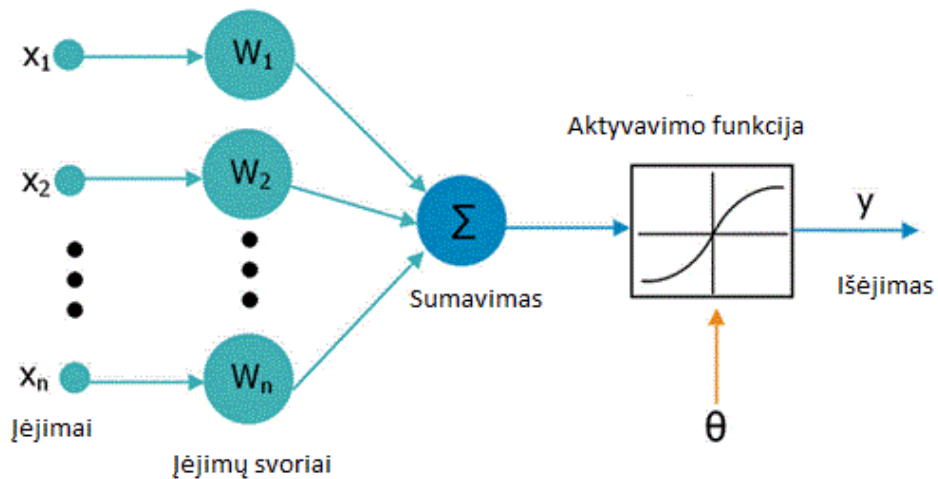 x₁
W₁
Aktyvavimo funkcija
x₂
W₂
Σ
y
Sumavimas
Išėjimas
xₙ
Wₙ
θ
Įėjimai
Įėjimų svoriai